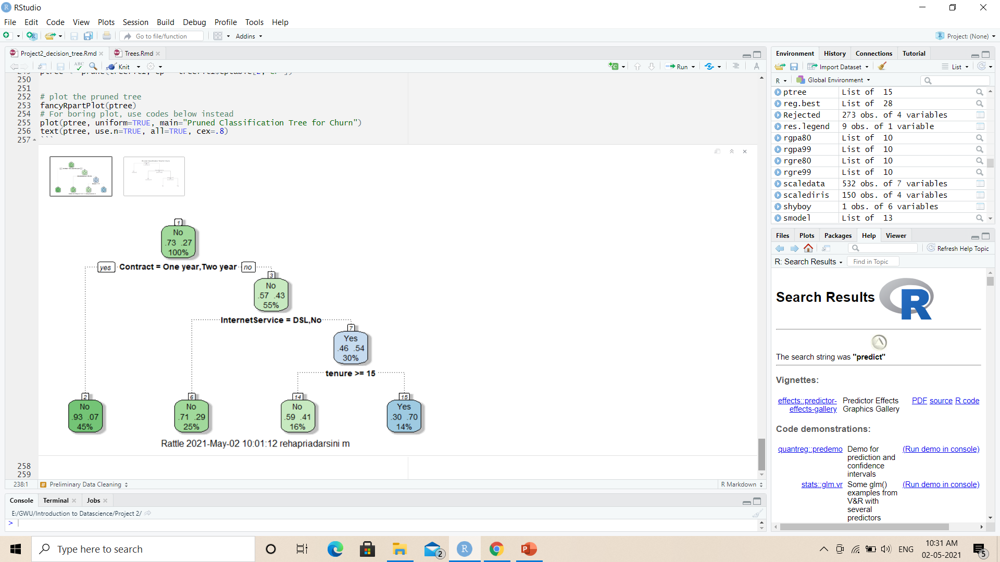 RStudio
File Edit Code View Plots Session Build Debug Profile Tools Help
Go to file/function Addins Project: (None)
Project2_decision_tree.Rmd Trees.Rmd
Knit Run
250
251
252 # plot the pruned tree
253 fancyRpartPlot(ptree)
254 # For boring plot, use codes below instead
255 plot(ptree, uniform=TRUE, main="Pruned Classification Tree for Churn")
256 text(ptree, use.n=TRUE, all=TRUE, cex=.8)
257 ```
1
No
.73 .27
100%
yes Contract = One year,Two year no
3
No
.57 .43
55%
InternetService = DSL,No
7
Yes
.46 .54
30%
tenure >= 15
2 6 14 15
No No No Yes
.93 .07 .71 .29 .59 .41 .30 .70
45% 25% 16% 14%
Rattle 2021-May-02 10:01:12 rehapriadarsini m
258
259
238:1 Preliminary Data Cleaning R Markdown
Console Terminal Jobs
E:/GWU/Introduction to Datascience/Project 2/
>
Environment History Connections Tutorial
Import Dataset List
R Global Environment
ptree List of 15
reg.best List of 28
Rejected 273 obs. of 4 variables
res.legend 9 obs. of 1 variable
rgpa80 List of 10
rgpa99 List of 10
rgre80 List of 10
rgre99 List of 10
scaledata 532 obs. of 7 variables
scalediris 150 obs. of 4 variables
shyboy 1 obs. of 6 variables
smodel List of 13
Files Plots Packages Help Viewer
Refresh Help Topic
R: Search Results Find in Topic
Search Results R
The search string was "predict"
Vignettes:
effects::predictor- Predictor Effects PDF source R code
effects-gallery Graphics Gallery
Code demonstrations:
quantreg::predemo Demo for (Run demo in console)
prediction and
confidence
intervals
stats::glm.vr Some glm() (Run demo in console)
examples from
V&R with
several
predictors
Type here to search
2
R
ENG
10:31 AM
02-05-2021
5